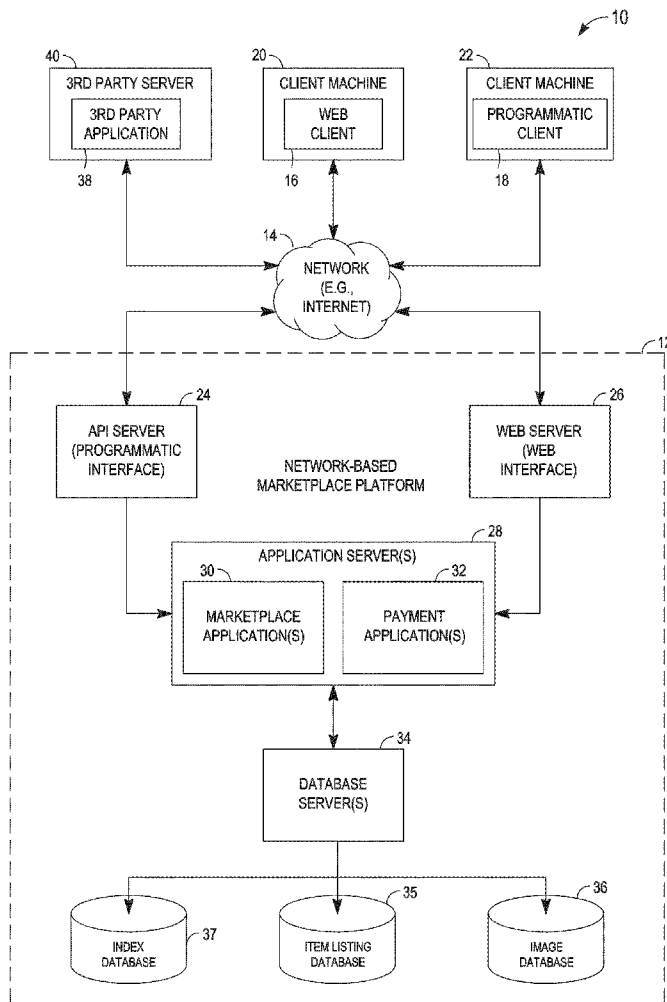 10
40
3RD PARTY SERVER
3RD PARTY
APPLICATION
38
20
CLIENT MACHINE
WEB
CLIENT
16
22
CLIENT MACHINE
PROGRAMMATIC
CLIENT
18
14
NETWORK
(E.G.,
INTERNET)
12
24
API SERVER
(PROGRAMMATIC
INTERFACE)
26
WEB SERVER
(WEB
INTERFACE)
NETWORK-BASED
MARKETPLACE PLATFORM
28
APPLICATION SERVER(S)
30
MARKETPLACE
APPLICATION(S)
32
PAYMENT
APPLICATION(S)
34
DATABASE
SERVER(S)
INDEX
DATABASE
37
35
ITEM LISTING
DATABASE
36
IMAGE
DATABASE